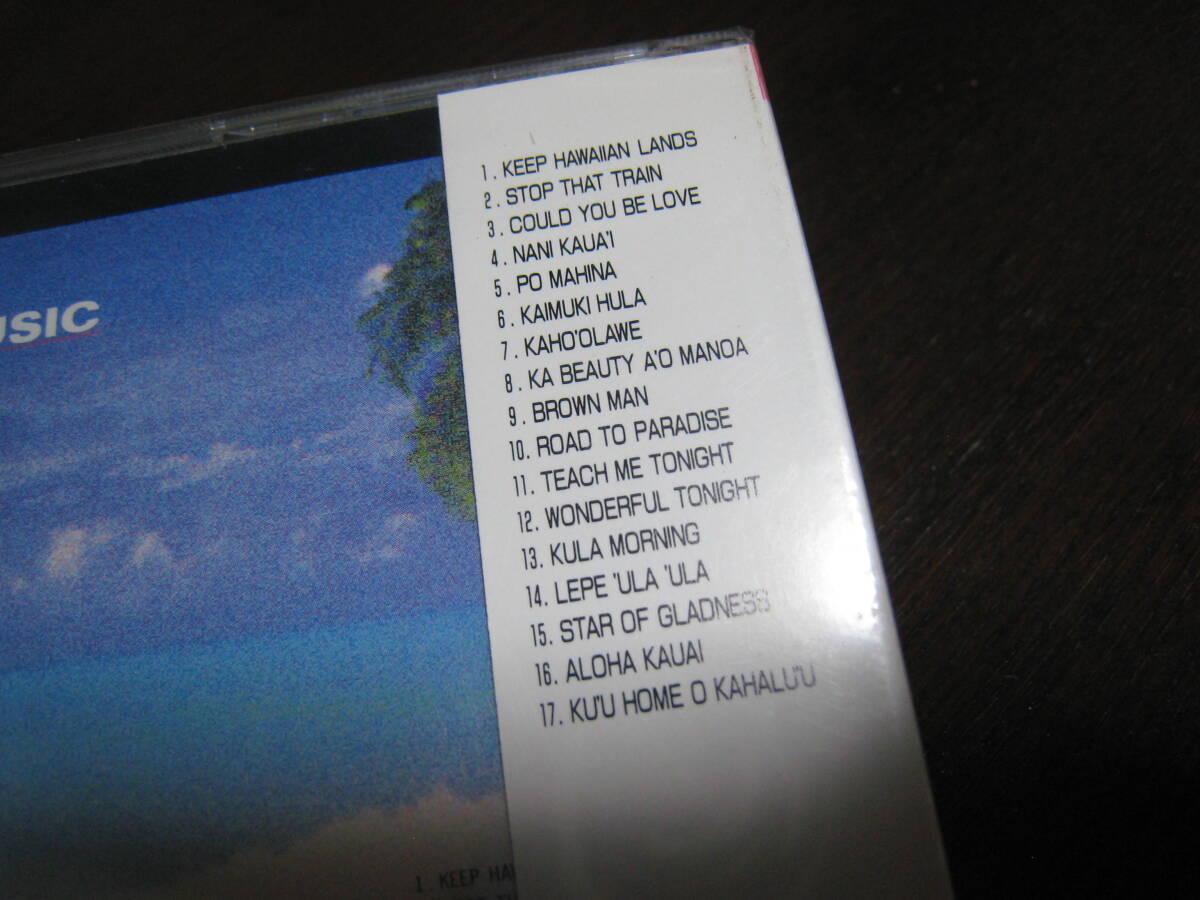 USIC
1. KEEP HAWAIIAN LANDS
2. STOP THAT TRAIN
3. COULD YOU BE LOVE
4. NANI KAUA'I
5. PO MAHINA
6. KAIMUKI HULA
7. KAHO'OLAWE
8. KA BEAUTY A'O MANOA
9. BROWN MAN
10. ROAD TO PARADISE
11. TEACH ME TONIGHT
12. WONDERFUL TONIGHT
13. KULA MORNING
14. LEPE 'ULA 'ULA
15. STAR OF GLADNESS
16. ALOHA KAUAI
17. KU'U HOME O KAHALU'U
1. KEEP HA